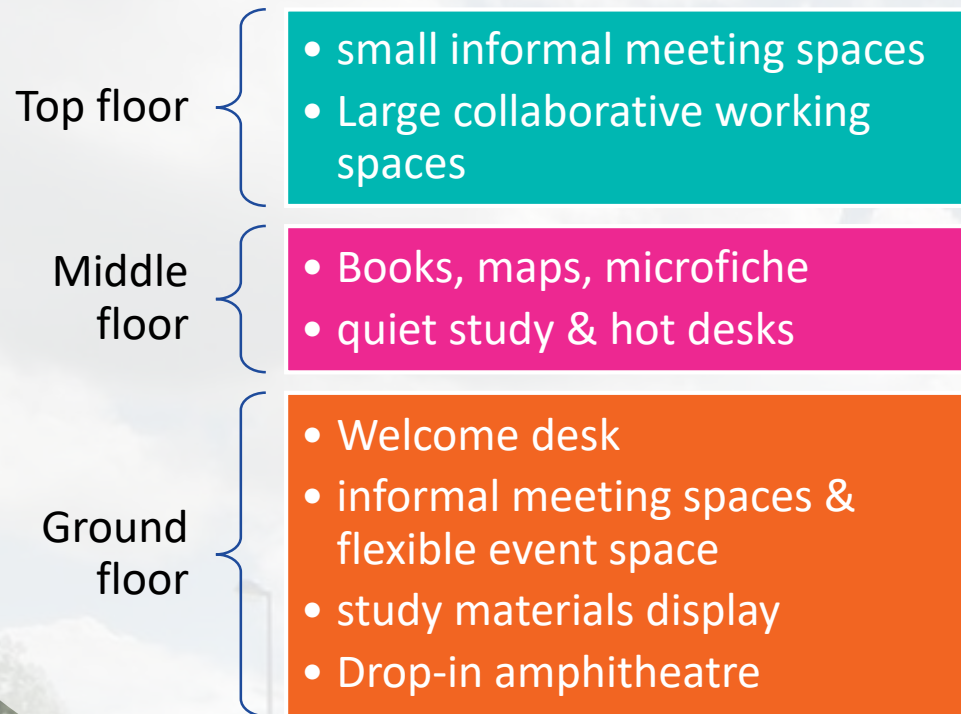 Top floor
• small informal meeting spaces
• Large collaborative working
spaces
Middle
floor
• Books, maps, microfiche
• quiet study & hot desks
Ground
floor
• Welcome desk
• informal meeting spaces &
flexible event space
• study materials display
• Drop-in amphitheatre